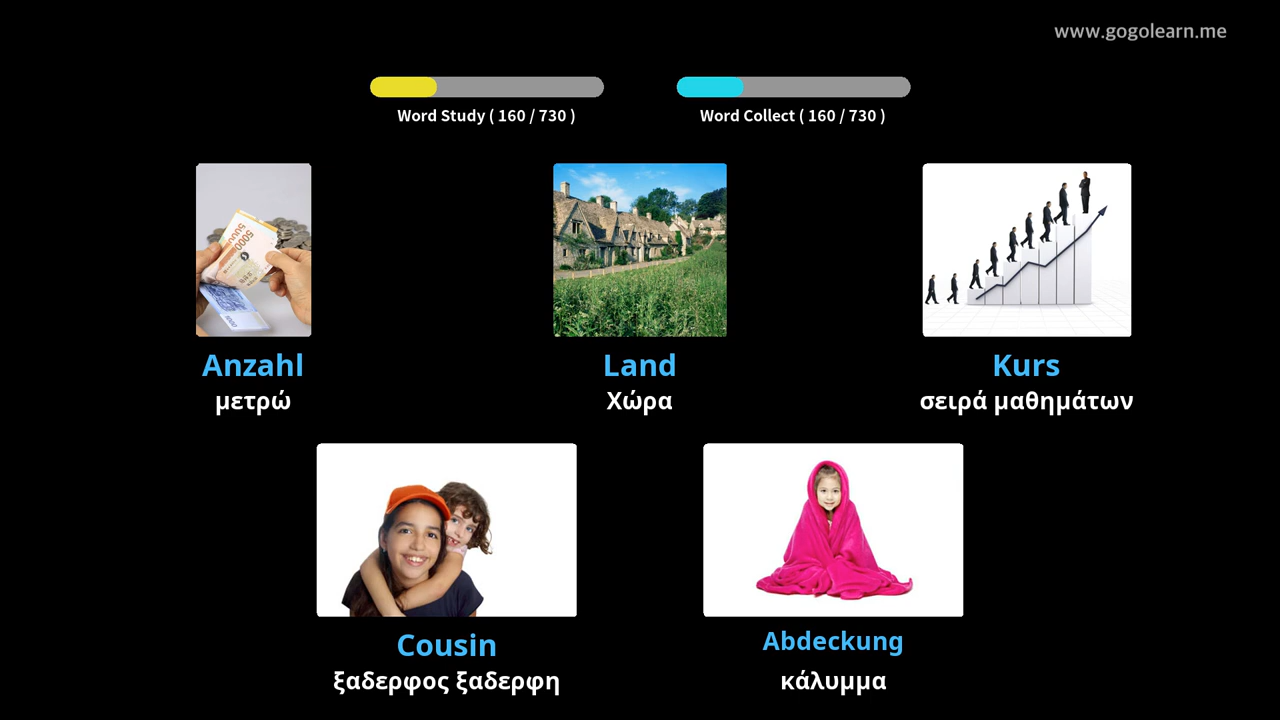 www.gogolearn.me
Word Study ( 160 / 730 )
Word Collect ( 160 / 730 )
5000
Anzahl
μετρώ
Land
Χώρα
Kurs
σειρά μαθημάτων
Cousin
ξαδερφος ξαδερφη
Abdeckung
κάλυμμα